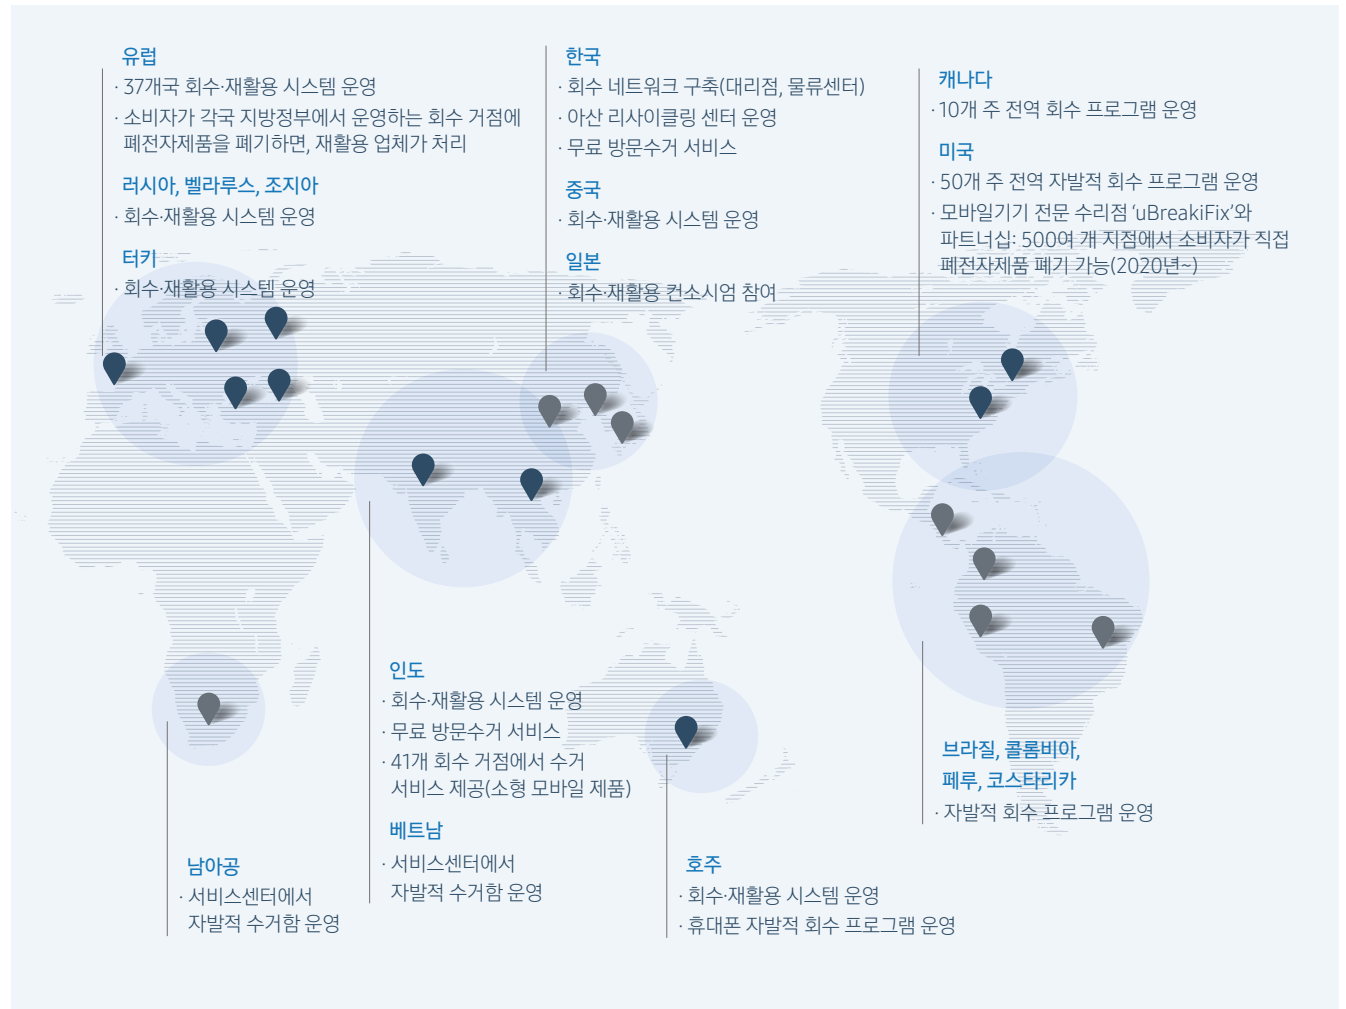 유럽
· 37개국 회수·재활용 시스템 운영
· 소비자가 각국 지방정부에서 운영하는 회수 거점에
폐전자제품을 폐기하면, 재활용 업체가 처리
러시아, 벨라루스, 조지아
· 회수·재활용 시스템 운영
터키
· 회수·재활용 시스템 운영
한국
· 회수 네트워크 구축(대리점, 물류센터)
· 아산 리사이클링 센터 운영
· 무료 방문수거 서비스
중국
· 회수·재활용 시스템 운영
일본
· 회수·재활용 컨소시엄 참여
캐나다
· 10개 주 전역 회수 프로그램 운영
미국
· 50개 주 전역 자발적 회수 프로그램 운영
· 모바일기기 전문 수리점 ‘uBreakiFix’와
파트너십: 500여 개 지점에서 소비자가 직접
폐전자제품 폐기 가능(2020년~)
인도
· 회수·재활용 시스템 운영
· 무료 방문수거 서비스
· 41개 회수 거점에서 수거
서비스 제공(소형 모바일 제품)
베트남
· 서비스센터에서
자발적 수거함 운영
남아공
· 서비스센터에서
자발적 수거함 운영
호주
· 회수·재활용 시스템 운영
· 휴대폰 자발적 회수 프로그램 운영
브라질, 콜롬비아,
페루, 코스타리카
· 자발적 회수 프로그램 운영